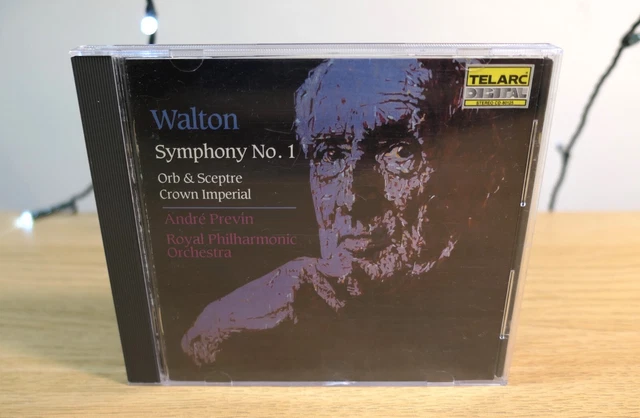 Walton
Symphony No. 1
Orb & Sceptre
Crown Imperial
André Previn
Royal Philharmonic
Orchestra
TELARC
DIGITAL